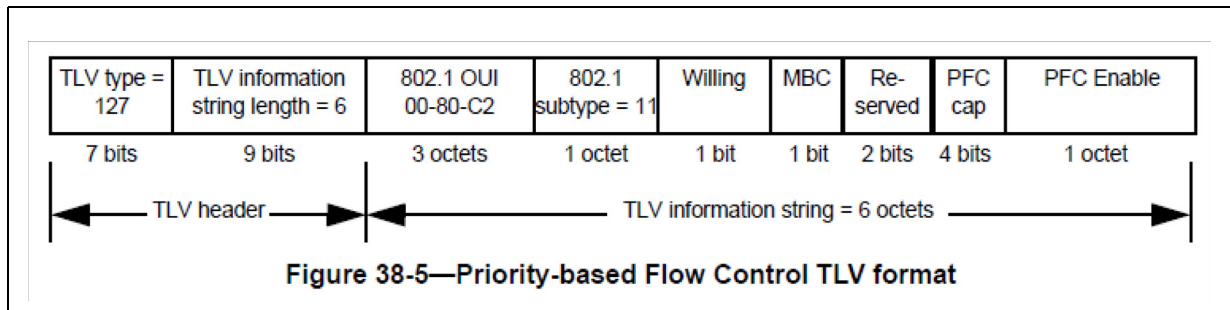 TLV type = 127
TLV information string length = 6
802.1 OUI 00-80-C2
802.1 subtype = 11
Willing
MBC
Re-served
PFC cap
PFC Enable
7 bits
9 bits
3 octets
1 octet
1 bit
1 bit
2 bits
4 bits
1 octet
TLV header
TLV information string = 6 octets
Figure 38-5—Priority-based Flow Control TLV format